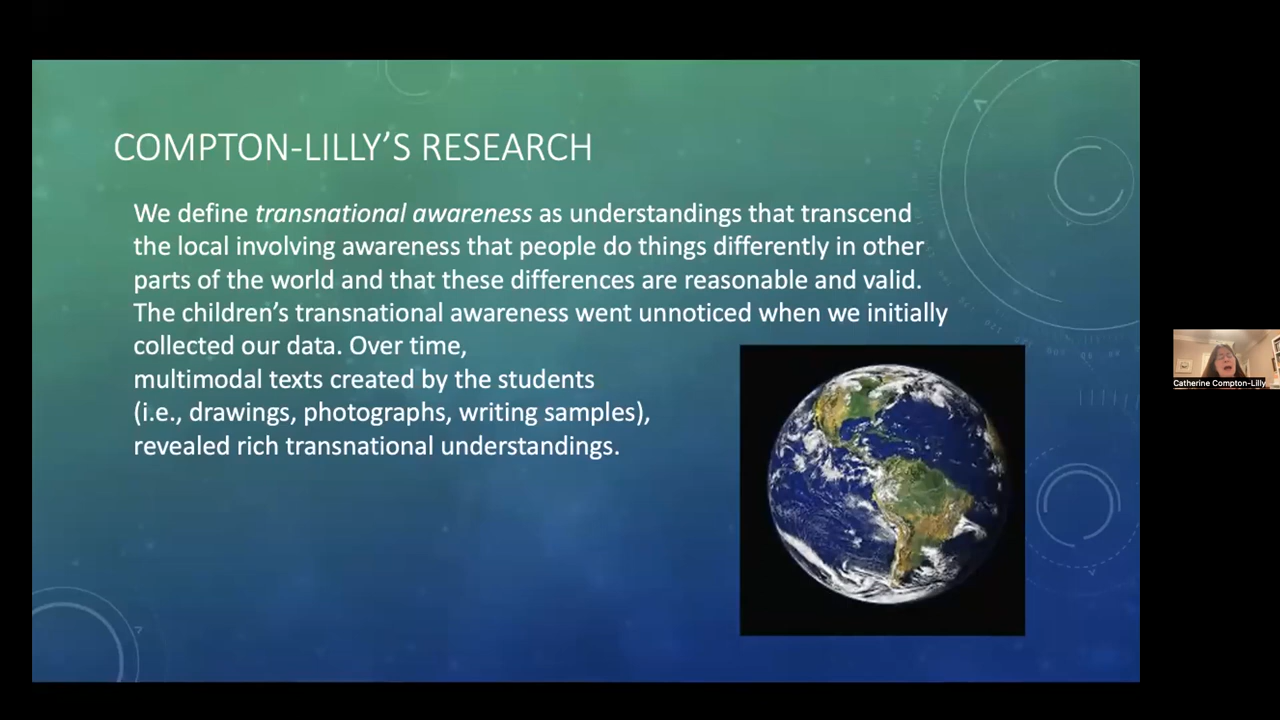 COMPTON-LILLY’S RESEARCH
We define transnational awareness as understandings that transcend
the local involving awareness that people do things differently in other
parts of the world and that these differences are reasonable and valid.
The children’s transnational awareness went unnoticed when we initially
collected our data. Over time,
multimodal texts created by the students
(i.e., drawings, photographs, writing samples),
revealed rich transnational understandings.
Catherine Compton-Lilly